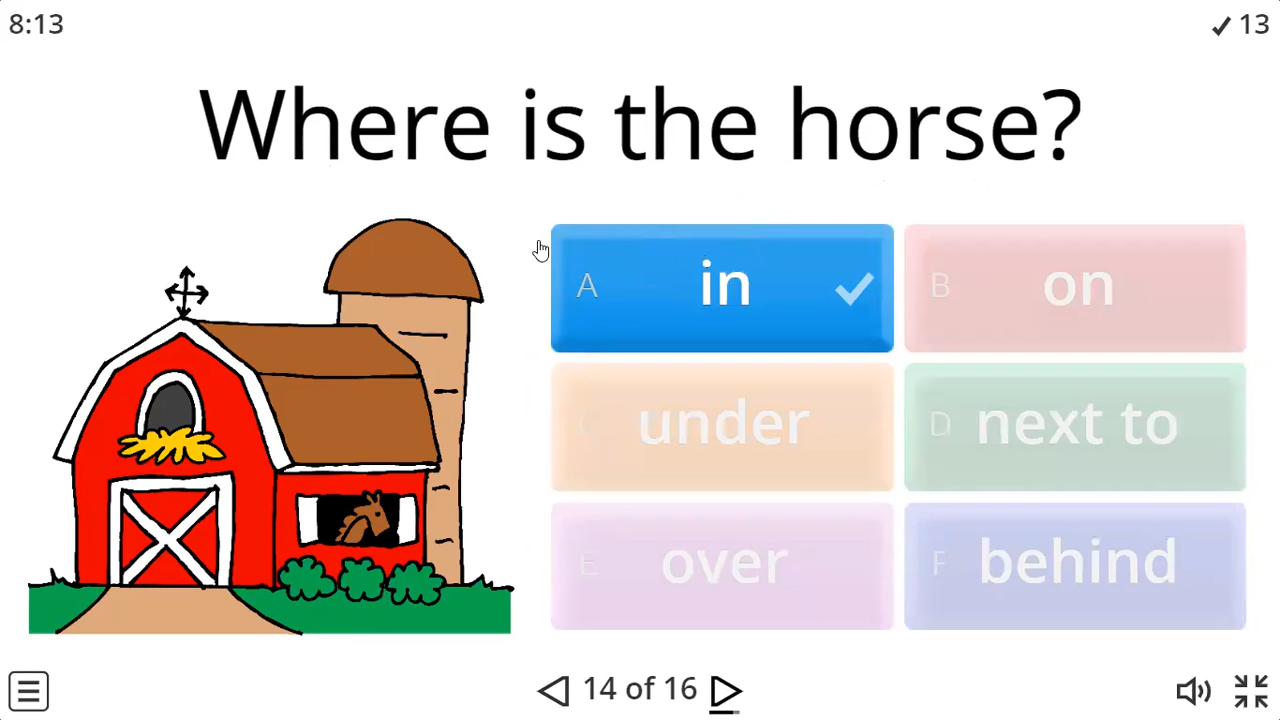 8:13
13
Where is the horse?
A in
B on
C under
D next to
E over
F behind
14 of 16